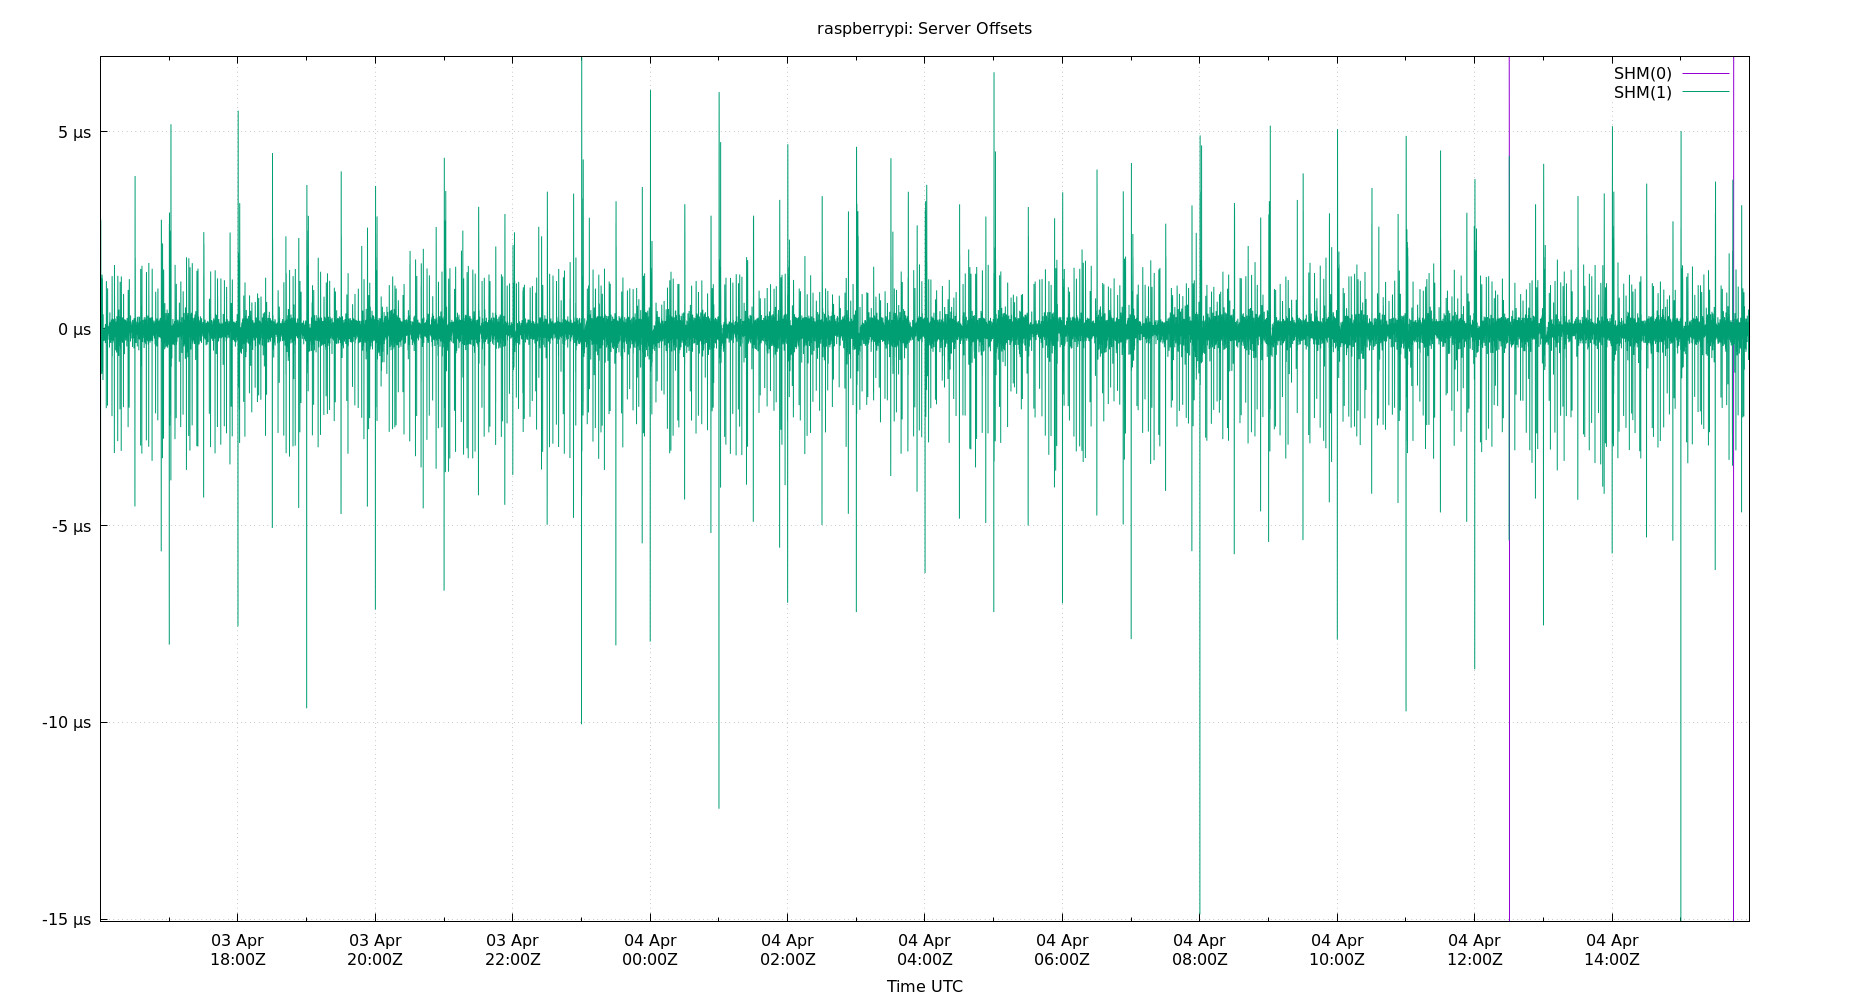 raspberrypi: Server Offsets
SHM(0)
SHM(1)
5 µs
0 µs
-5 µs
-10 µs
-15 µs
03 Apr 03 Apr 03 Apr 04 Apr 04 Apr 04 Apr 04 Apr 04 Apr 04 Apr 04 Apr 04 Apr
18:00Z 20:00Z 22:00Z 00:00Z 02:00Z 04:00Z 06:00Z 08:00Z 10:00Z 12:00Z 14:00Z
Time UTC